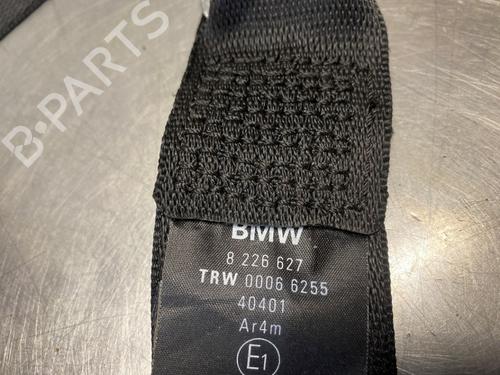 B-PARTS
BMW
8 226 627
TRW 0006 6255
40401
Ar4m
E1